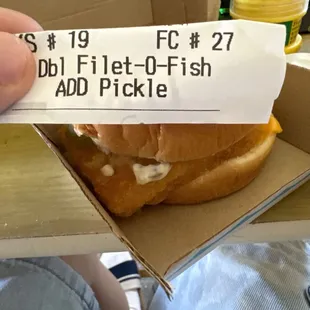 # 19 FC # 27
Dbl Filet-O-Fish
ADD Pickle